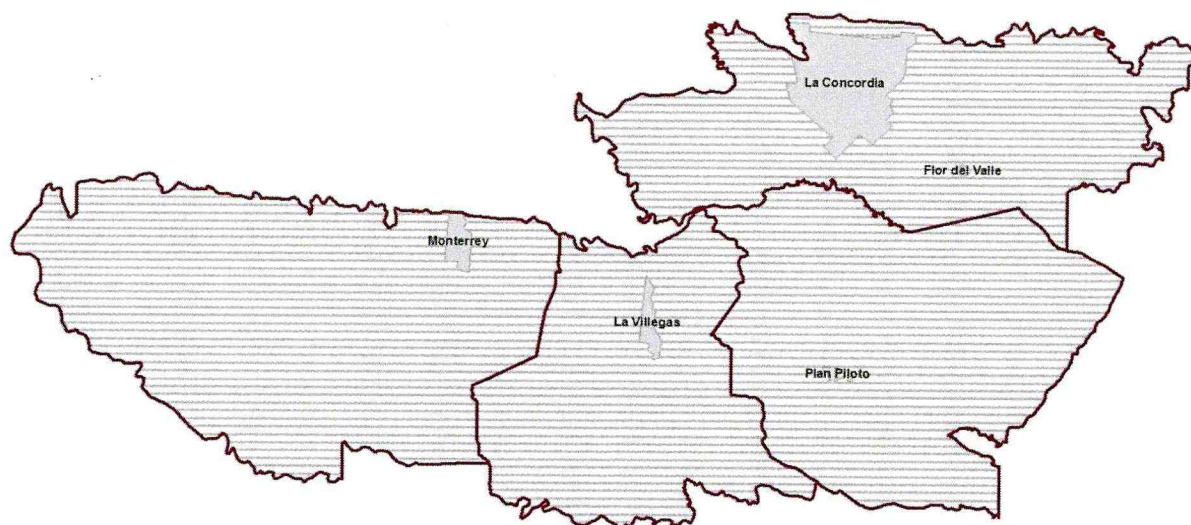 La Concordia
Flor del Valle
Monterrey
La Villegas
Plan Piloto